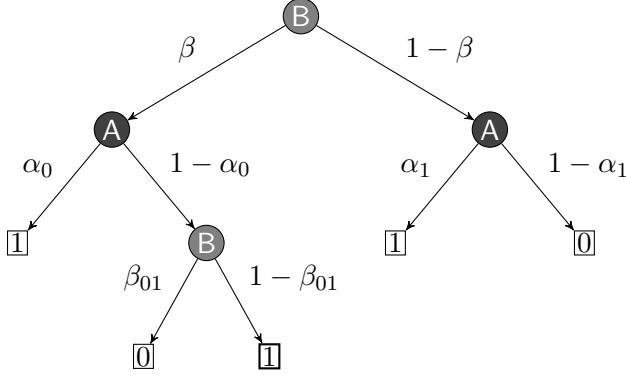 B
β 1 − β
A A
α₀ 1 − α₀ α₁ 1 − α₁
1 B 1 0
β₀₁ 1 − β₀₁
0 1